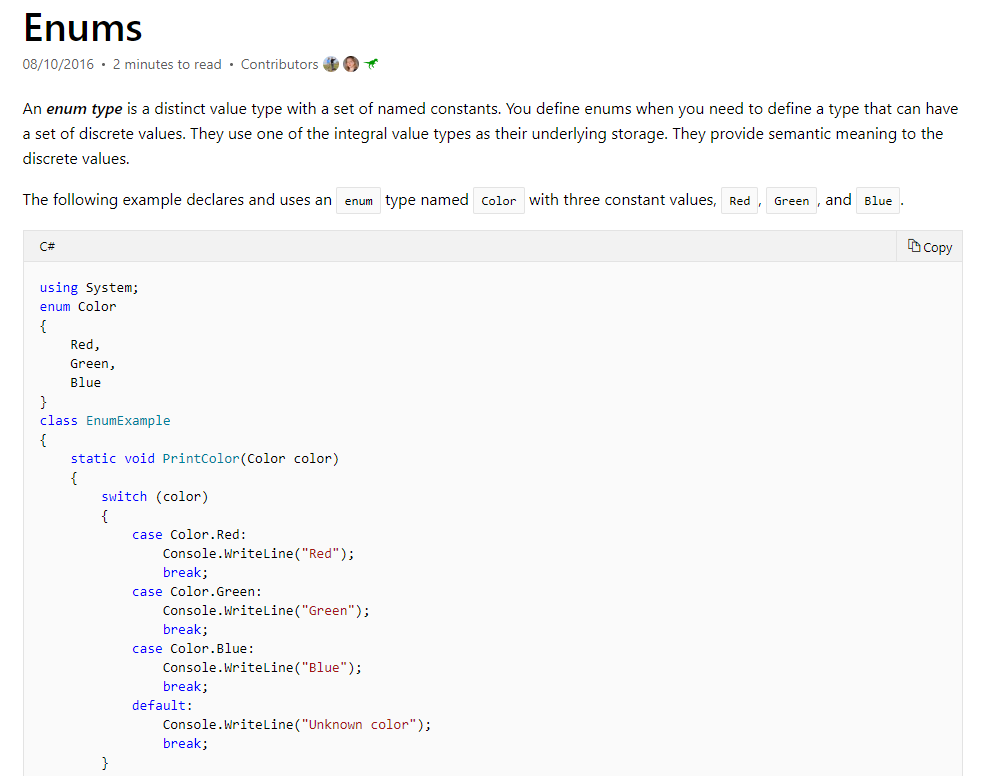 Enums
08/10/2016 • 2 minutes to read • Contributors
An enum type is a distinct value type with a set of named constants. You define enums when you need to define a type that can have
a set of discrete values. They use one of the integral value types as their underlying storage. They provide semantic meaning to the
discrete values.
The following example declares and uses an enum type named Color with three constant values, Red, Green, and Blue.
C# Copy
using System;
enum Color
{
    Red,
    Green,
    Blue
}
class EnumExample
{
    static void PrintColor(Color color)
    {
        switch (color)
        {
            case Color.Red:
                Console.WriteLine("Red");
                break;
            case Color.Green:
                Console.WriteLine("Green");
                break;
            case Color.Blue:
                Console.WriteLine("Blue");
                break;
            default:
                Console.WriteLine("Unknown color");
                break;
        }